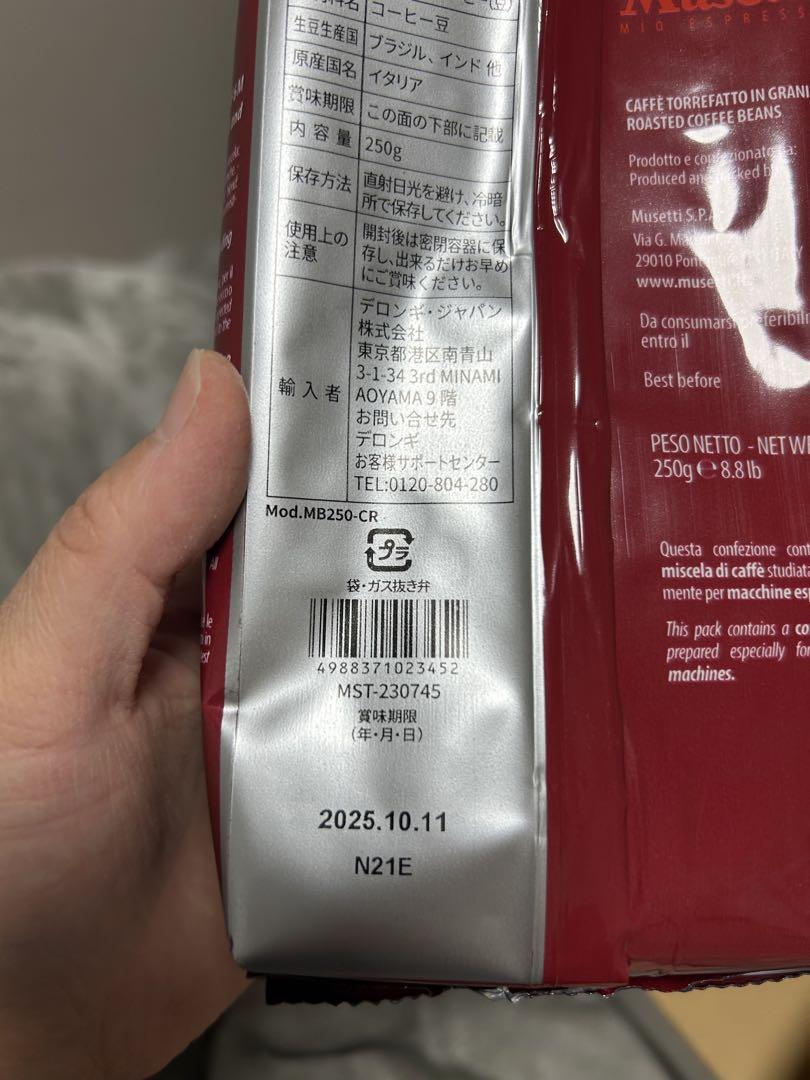 コーヒー豆
生豆生産国 ブラジル、インド 他
原産国名 イタリア
賞味期限 この面の下部に記載
内容量 250g
保存方法 直射日光を避け、冷暗
所で保存してください。
使用上の
注意
開封後は密閉容器に保
存し、出来るだけお早め
にご賞味ください。
輸入者
デロンギ・ジャパン
株式会社
東京都港区南青山
3-1-34 3rd MINAMI
AOYAMA 9 階
お問い合せ先
デロンギ
お客様サポートセンター
TEL:0120-804-280
Mod.MB250-CR
プラ
袋・ガス抜き弁
4988371023452
MST-230745
賞味期限
(年・月・日)
2025.10.11
N21E
MIO ESPRESS
CAFFÈ TORREFATTO IN GRANI
ROASTED COFFEE BEANS
Prodotto e
Produced
Musetti S.P.A
Via G.
29010
www.muse
Da consumarsi
entro il
Best before
PESO NETTO - NET WE
250g e 8.8 lb
Questa confezione cont
miscela di caffè studiata
mente per macchine esp
This pack contains a co
prepared especially for
machines.